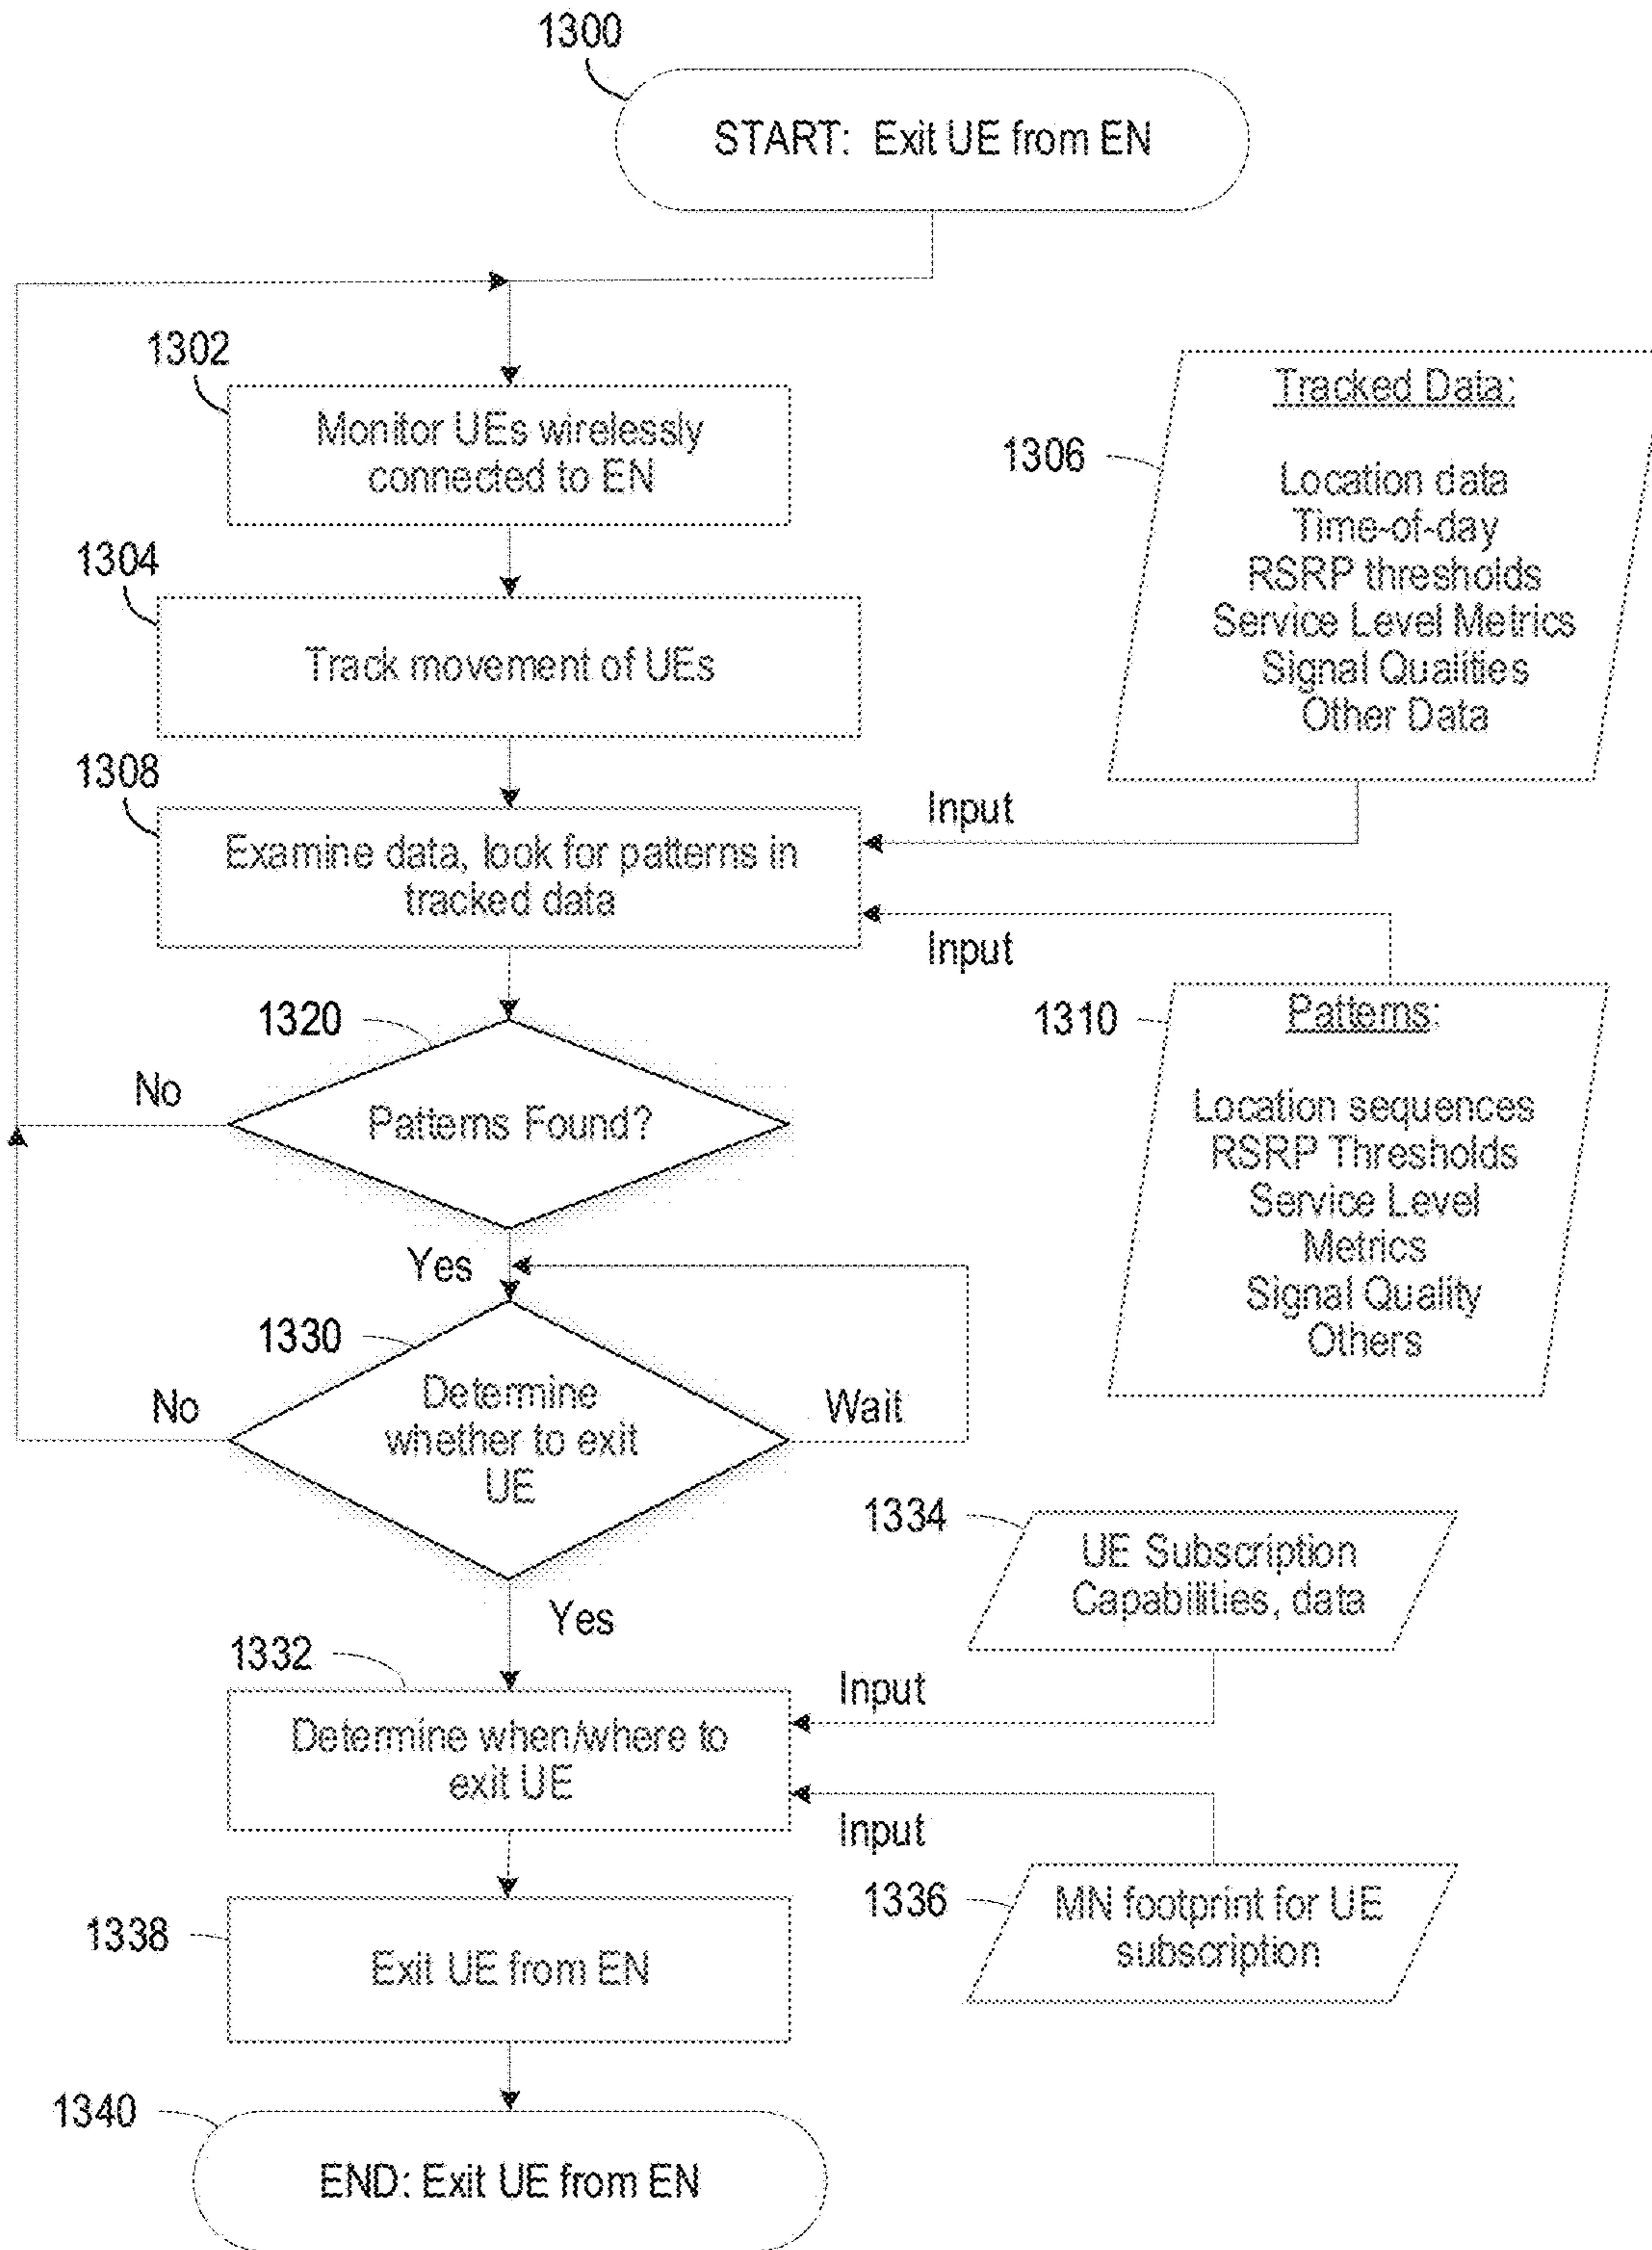 1300
START: Exit UE from EN
1302
Monitor UEs wirelessly
connected to EN
1304
Track movement of UEs
1306
Tracked Data:
Location data
Time-of-day
RSRP thresholds
Service Level Metrics
Signal Qualities
Other Data
1308
Examine data, look for patterns in
tracked data
Input
Input
1310
Patterns:
Location sequences
RSRP Thresholds
Service Level
Metrics
Signal Quality
Others
1320
Patterns Found?
No
Yes
1330
Determine
whether to exit
UE
No
Wait
Yes
1334
UE Subscription
Capabilities, data
1332
Determine when/where to
exit UE
Input
Input
1336
MN footprint for UE
subscription
1338
Exit UE from EN
1340
END: Exit UE from EN